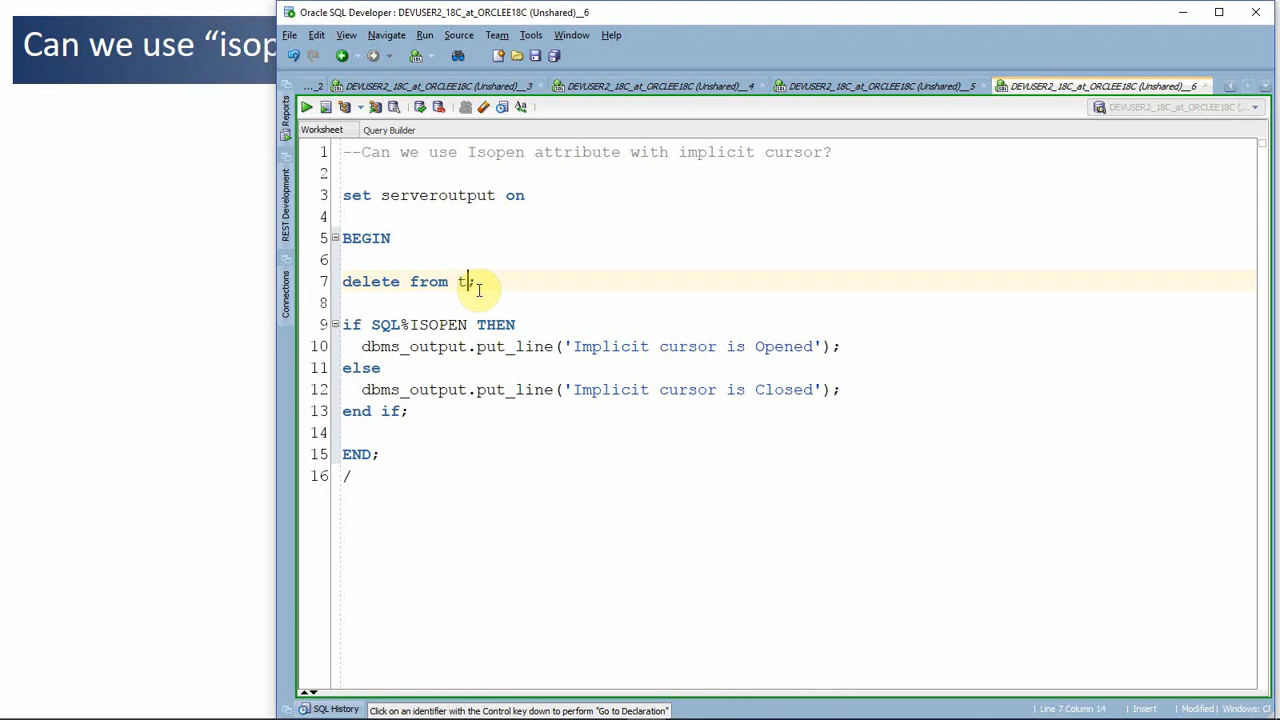 Can we use “isop
Oracle SQL Developer : DEVUSER2_18C_at_ORCLEE18C (Unshared)__6
File Edit View Navigate Run Source Team Tools Window Help
..._2 DEVUSER2_18C_at_ORCLEE18C (Unshared)__3 DEVUSER2_18C_at_ORCLEE18C (Unshared)__4 DEVUSER2_18C_at_ORCLEE18C (Unshared)__5 DEVUSER2_18C_at_ORCLEE18C (Unshared)__6
DEVUSER2_18C_at_ORCLEE18C (...
Worksheet Query Builder
Reports
REST Development
Connections
1 --Can we use Isopen attribute with implicit cursor?
2
3 set serveroutput on
4
5 BEGIN
6
7 delete from t;
8
9 if SQL%ISOPEN THEN
10 dbms_output.put_line('Implicit cursor is Opened');
11 else
12 dbms_output.put_line('Implicit cursor is Closed');
13 end if;
14
15 END;
16 /
SQL History Click on an identifier with the Control key down to perform "Go to Declaration" Line 7 Column 14 Insert Modified Windows: C